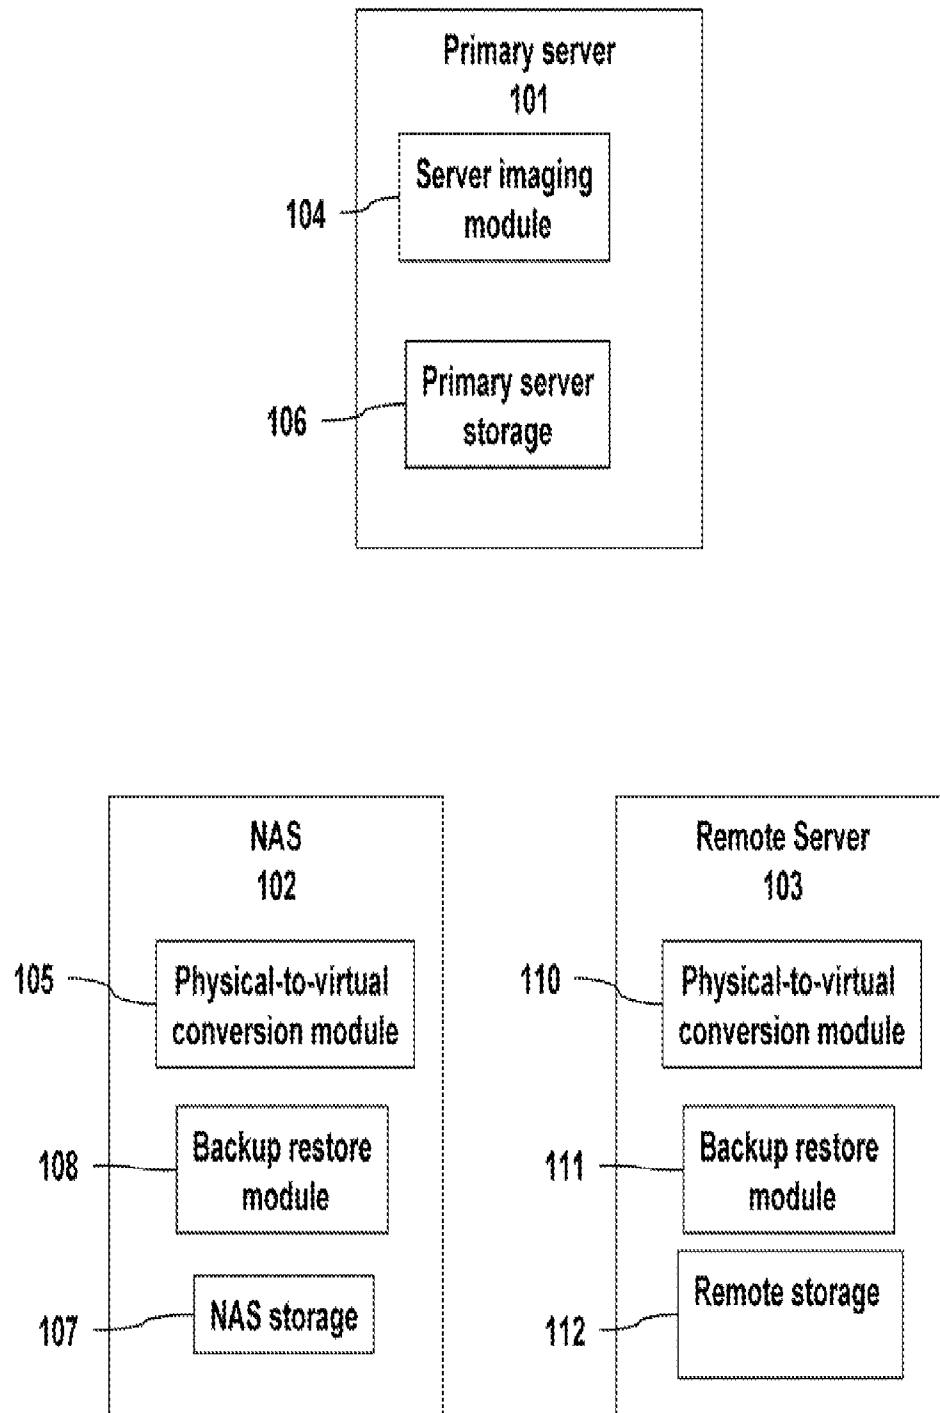 Primary server
101
Server imaging
module
104
Primary server
storage
106
NAS
102
105
Physical-to-virtual
conversion module
108
Backup restore
module
107
NAS storage
Remote Server
103
110
Physical-to-virtual
conversion module
111
Backup restore
module
112
Remote storage